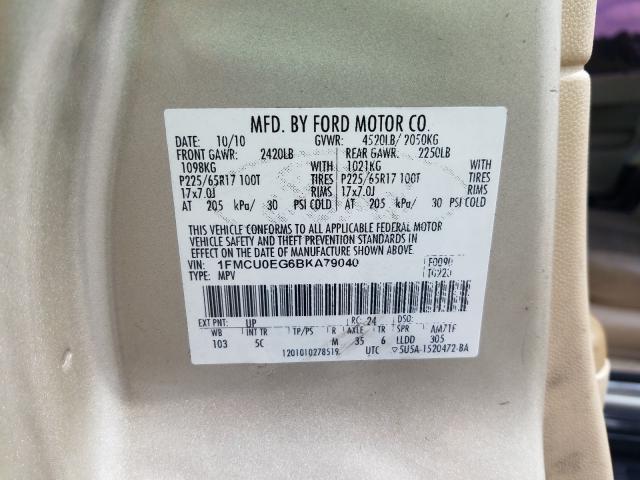 MFD. BY FORD MOTOR CO.
DATE: 10/10 GVWR: 4520LB/ 2050KG
FRONT GAWR: 2420LB REAR GAWR: 2250LB
1098KG WITH 1021KG WITH
P225/65R17 100T TIRES P225/65R17 100T TIRES
17x7.0J RIMS 17x7.0J RIMS
AT 205 kPa/ 30 PSI COLD AT 205 kPa/ 30 PSI COLD
THIS VEHICLE CONFORMS TO ALL APPLICABLE FEDERAL MOTOR
VEHICLE SAFETY AND THEFT PREVENTION STANDARDS IN
EFFECT ON THE DATE OF MANUFACTURE SHOWN ABOVE.
VIN: 1FMCU0EG6BKA79040 F0090
TYPE: MPV T0923
EXT PNT: UP RC: 24 DSO:
WB INT TR TP/PS R AXLE TR SPR AM71F
103 5C M 35 6 LLDD 305
1201010278519 UTC ▽5U5A-1520472-BA